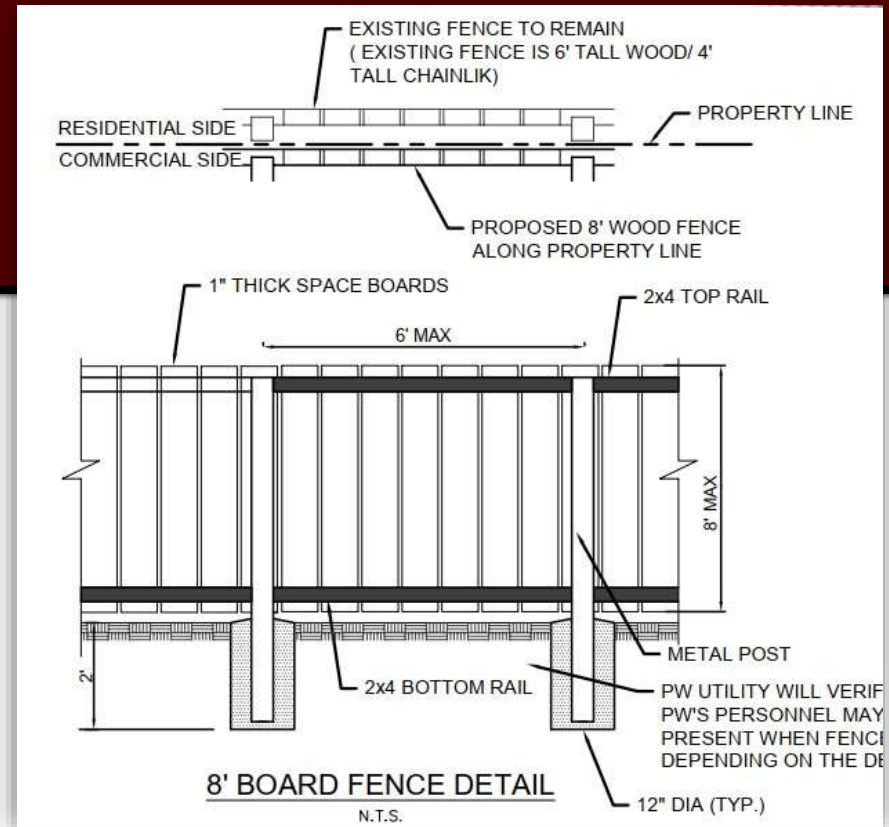 EXISTING FENCE TO REMAIN
( EXISTING FENCE IS 6' TALL WOOD/ 4'
TALL CHAINLIK)
PROPERTY LINE
RESIDENTIAL SIDE
COMMERCIAL SIDE
PROPOSED 8' WOOD FENCE
ALONG PROPERTY LINE
1" THICK SPACE BOARDS
2x4 TOP RAIL
6' MAX
8' MAX
2'
METAL POST
2x4 BOTTOM RAIL
PW UTILITY WILL VERIF
PW'S PERSONNEL MAY
PRESENT WHEN FENCE
DEPENDING ON THE DE
12" DIA (TYP.)
8' BOARD FENCE DETAIL
N.T.S.